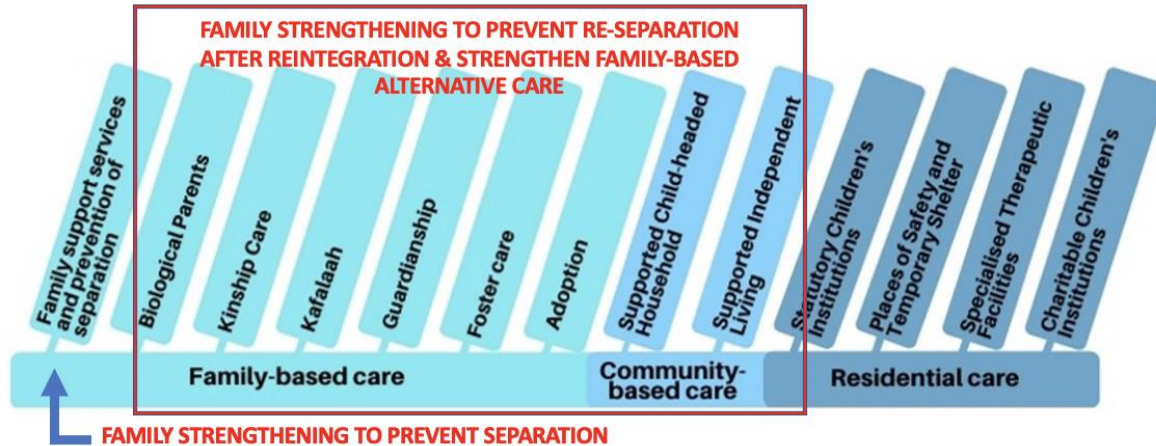 FAMILY STRENGTHENING TO PREVENT RE-SEPARATION
AFTER REINTEGRATION & STRENGTHEN FAMILY-BASED
ALTERNATIVE CARE
Family support services
and prevention of
separation
Biological Parents
Kinship Care
Kafalaah
Guardianship
Foster care
Adoption
Supported Child-headed
Household
Supported Independent
Living
Statutory Children's
Institutions
Places of Safety and
Temporary Shelter
Specialised Therapeutic
Facilities
Charitable Children's
Institutions
Family-based care
Community-
based care
Residential care
FAMILY STRENGTHENING TO PREVENT SEPARATION